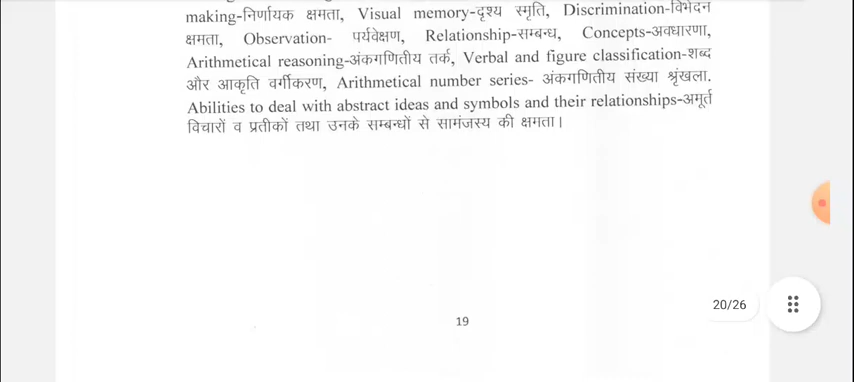 making-निर्णायक क्षमता, Visual memory-दृश्य स्मृति, Discrimination-विभेदन
क्षमता, Observation- पर्यवेक्षण, Relationship-सम्बन्ध, Concepts-अवधारणा,
Arithmetical reasoning-अंकगणितीय तर्क, Verbal and figure classification-शब्द
और आकृति वर्गीकरण, Arithmetical number series- अंकगणितीय संख्या श्रृंखला.
Abilities to deal with abstract ideas and symbols and their relationships-अमूर्त
विचारों व प्रतीकों तथा उनके सम्बन्धों से सामंजस्य की क्षमता।
20/26
19